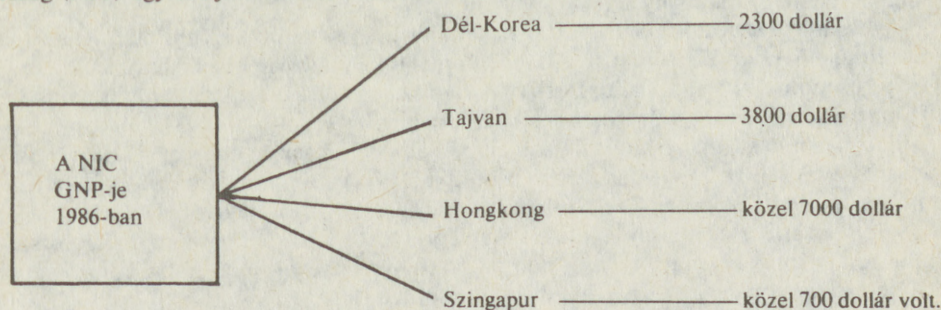 Dél-Korea 2300 dollár
Tajvan 3800 dollár
A NIC
GNP-je
1986-ban
Hongkong közel 7000 dollár
Szingapur közel 700 dollár volt.